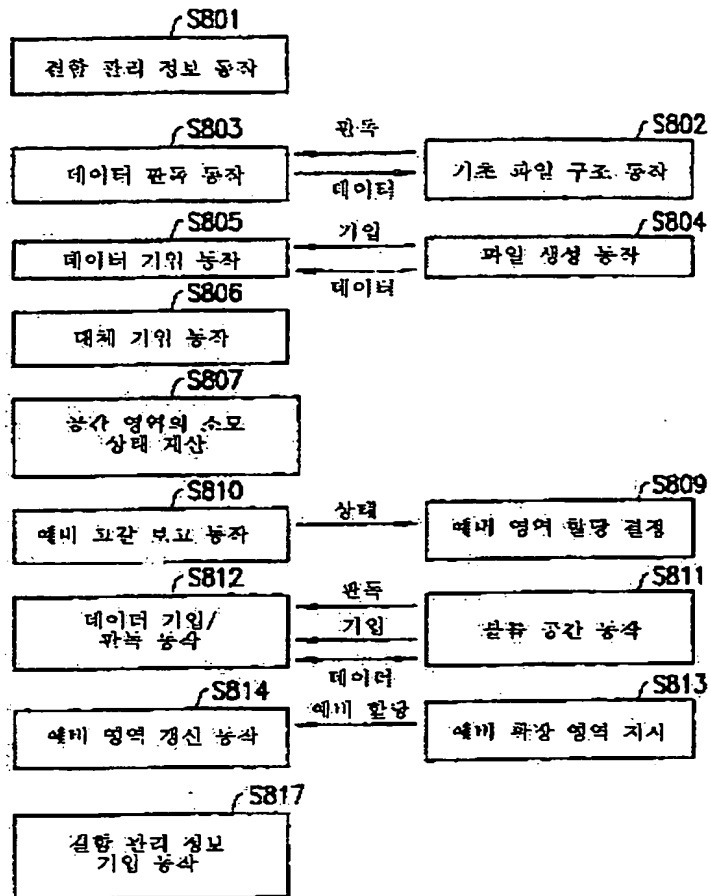 S801
결함 관리 정보 동작
S803
판독
S802
데이터 판독 동작
기초 파일 구조 동작
데이터
S805
기입
S804
데이터 기입 동작
파일 생성 동작
데이터
S806
대체 기입 동작
S807
공간 영역의 소모
상태 계산
S810
상태
S809
예비 고갈 보고 동작
예비 영역 할당 결정
S812
판독
S811
데이터 기입/
판독 동작
기입
볼륨 공간 동작
데이터
S814
예비 할당
S813
예비 영역 갱신 동작
예비 확장 영역 지시
S817
결함 관리 정보
기입 동작